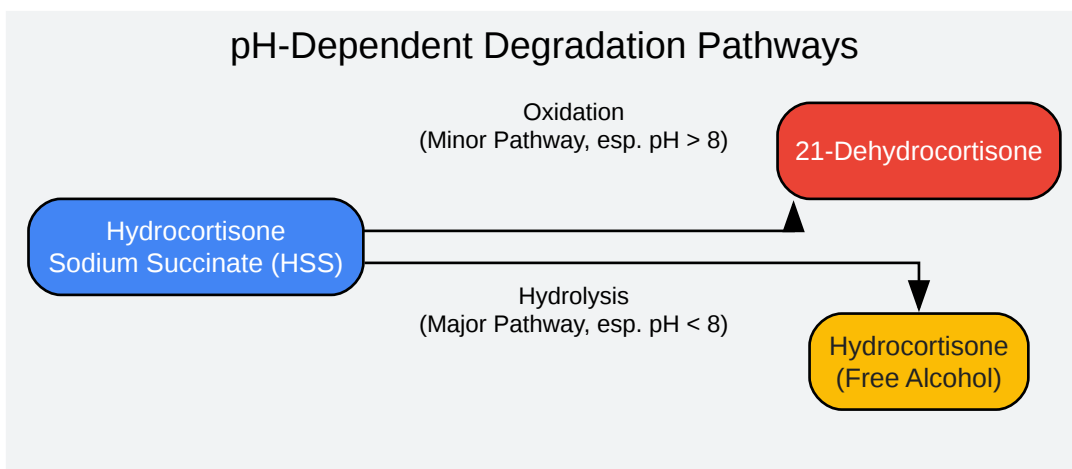 pH-Dependent Degradation Pathways
Oxidation
(Minor Pathway, esp. pH > 8)
21-Dehydrocortisone
Hydrocortisone
Sodium Succinate (HSS)
Hydrolysis
(Major Pathway, esp. pH < 8)
Hydrocortisone
(Free Alcohol)